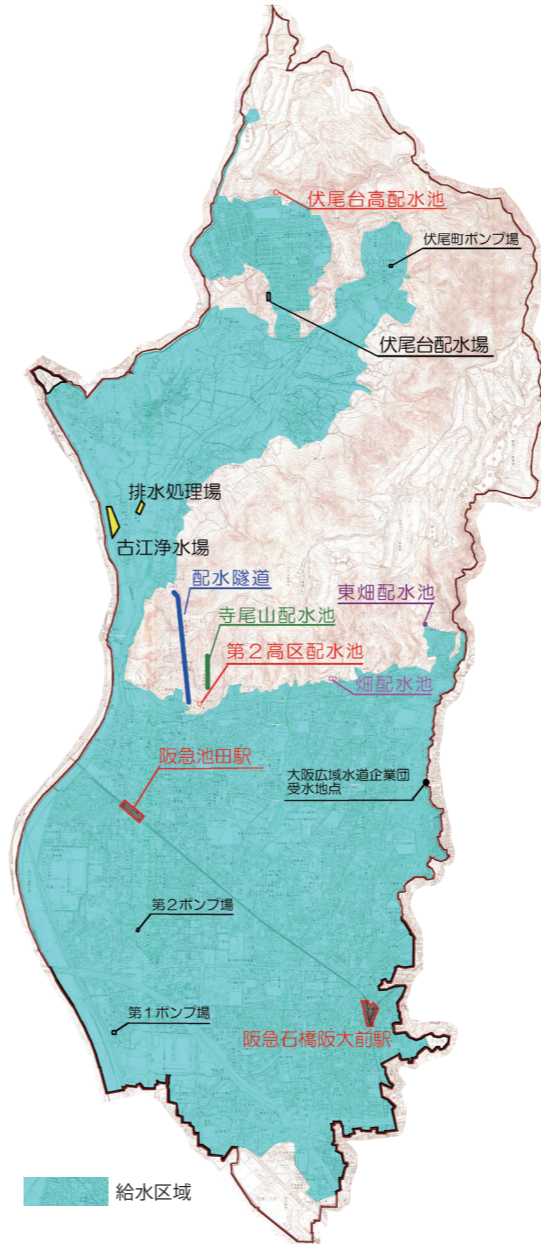 伏尾台高配水池
伏尾町ポンプ場
伏尾台配水場
排水処理場
古江浄水場
配水隧道
東畑配水池
寺尾山配水池
第２高区配水池
畑配水池
阪急池田駅
大阪広域水道企業団
受水地点
第２ポンプ場
第１ポンプ場
阪急石橋阪大前駅
給水区域